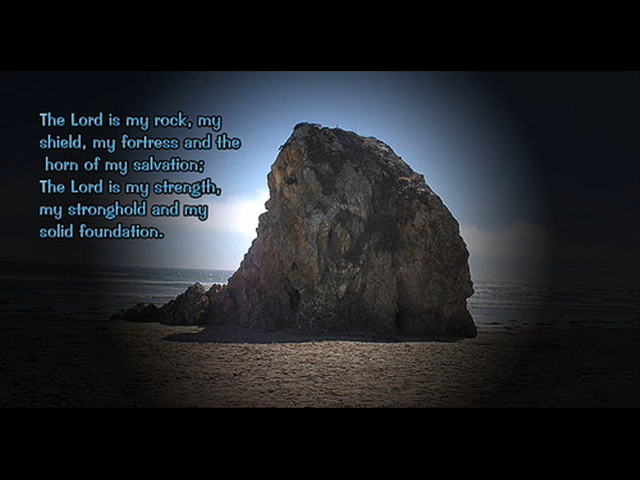 The Lord is my rock, my
shield, my fortress and the
horn of my salvation;
The Lord is my strength,
my stronghold and my
solid foundation.